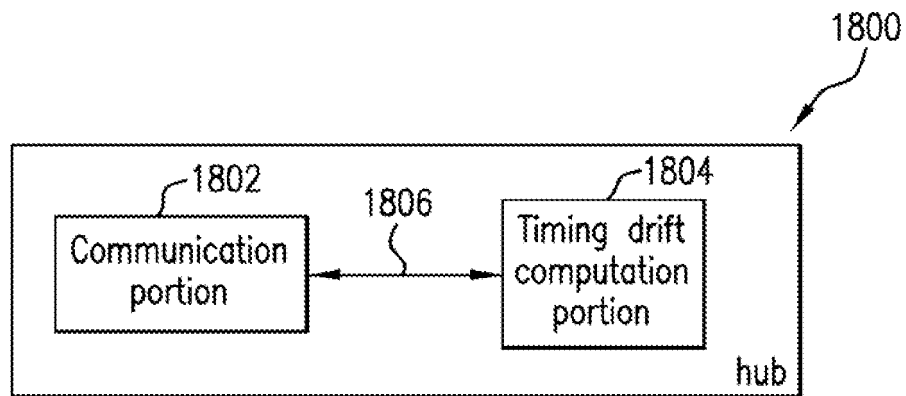 1800
1802
1806
1804
Communication
portion
Timing drift
computation
portion
hub